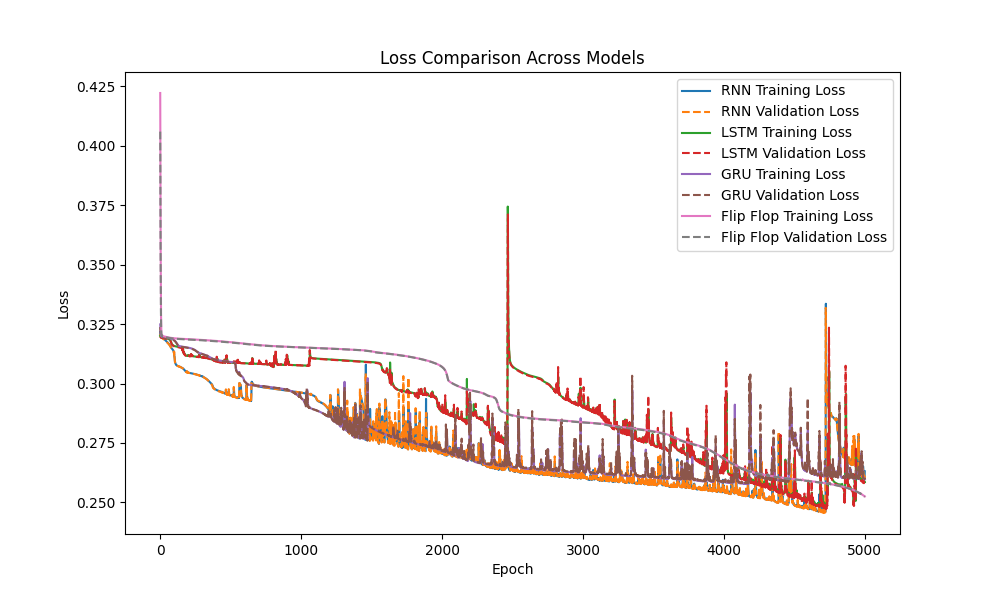 Loss Comparison Across Models
RNN Training Loss
RNN Validation Loss
LSTM Training Loss
LSTM Validation Loss
GRU Training Loss
GRU Validation Loss
Flip Flop Training Loss
Flip Flop Validation Loss
Loss
0.425
0.400
0.375
0.350
0.325
0.300
0.275
0.250
0 1000 2000 3000 4000 5000
Epoch